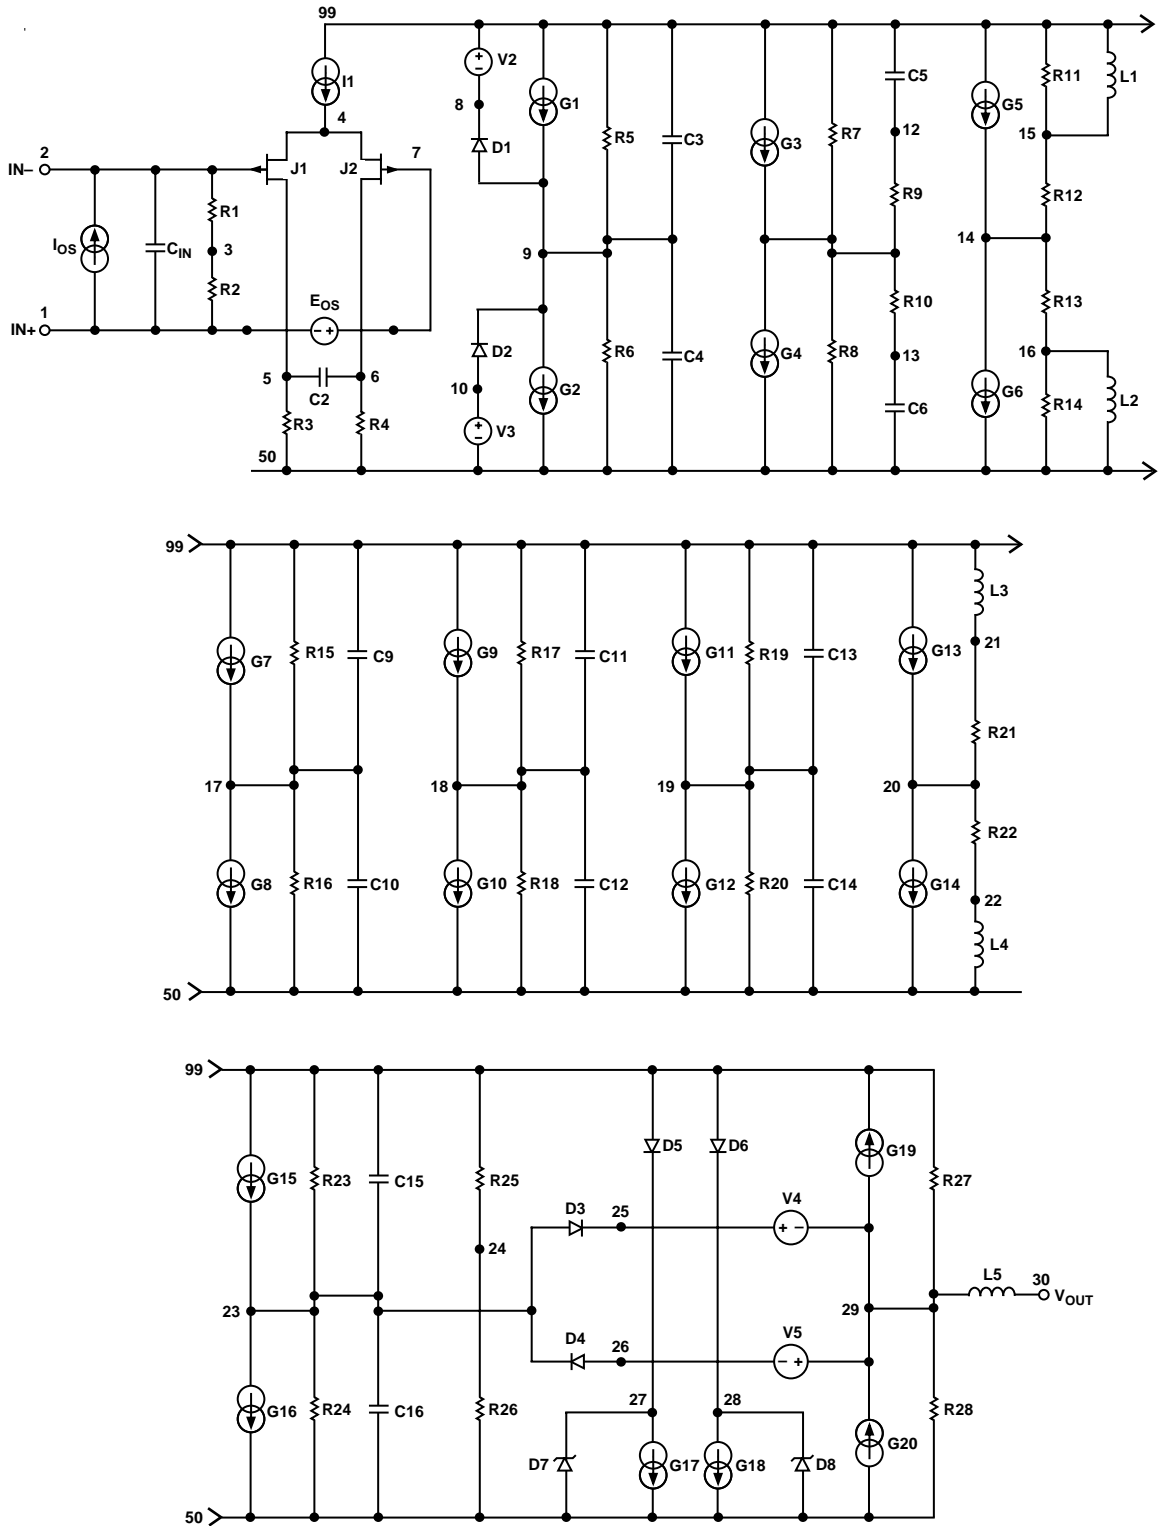 99
V2
I1
G1
C5
R11
L1
8
G5
4
12
15
2
D1
R5
C3
G3
R7
IN–
J1
J2
7
R9
R12
R1
IOS
CIN
3
14
9
R2
EOS
R10
R13
1
IN+
D2
R6
C4
G4
R8
13
16
5
C2
6
10
G2
G6
L2
R3
R4
V3
C6
R14
50
99
L3
G7
R15
C9
G9
R17
C11
G11
R19
C13
G13
21
R21
17
18
19
20
R22
G8
R16
C10
G10
R18
C12
G12
R20
C14
G14
22
L4
50
99
D5
D6
G19
G15
R23
C15
R25
R27
D3
25
V4
24
L5
30
VOUT
23
29
D4
26
V5
27
28
G16
R24
C16
R26
R28
G20
D7
G17
G18
D8
50